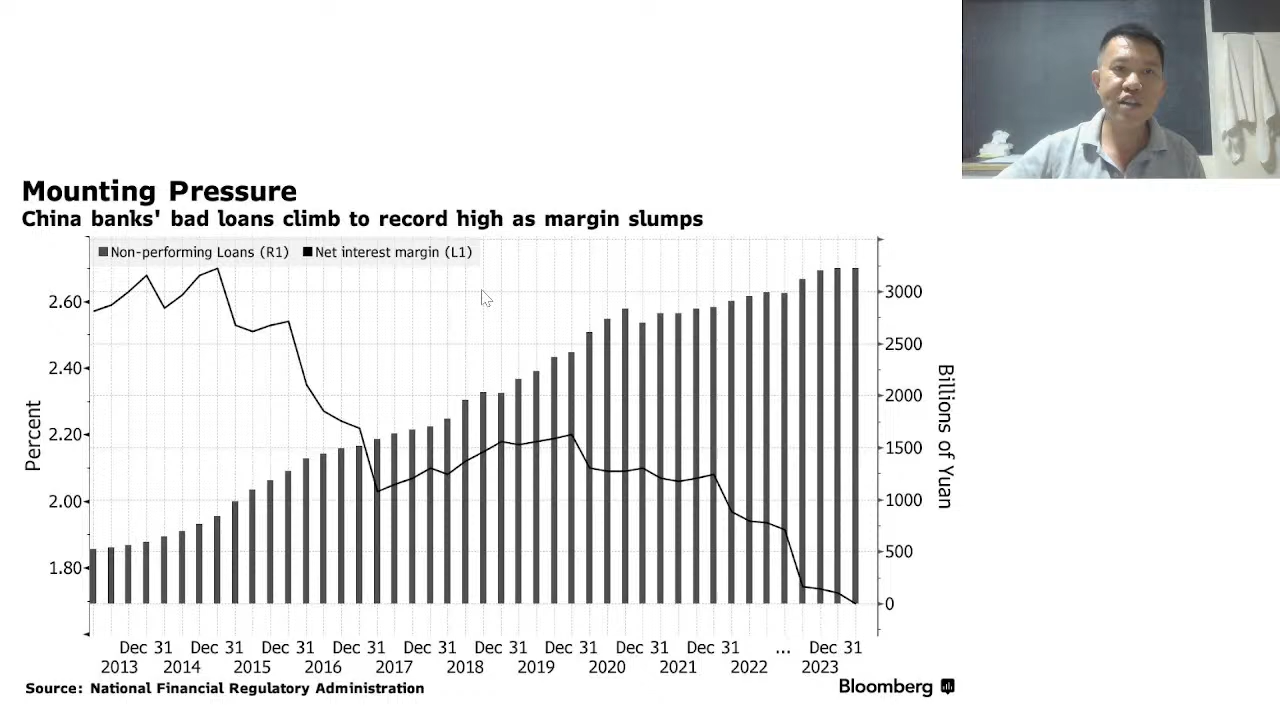 Mounting Pressure
China banks' bad loans climb to record high as margin slumps
Non-performing Loans (R1) Net interest margin (L1)
2.60
2.40
2.20
2.00
1.80
Percent
3000
2500
2000
1500
1000
500
0
Billions of Yuan
Dec 31 Dec 31 Dec 31 Dec 31 Dec 31 Dec 31 Dec 31 Dec 31 Dec 31 ... Dec 31
2013 2014 2015 2016 2017 2018 2019 2020 2021 2022 2023
Source: National Financial Regulatory Administration
Bloomberg